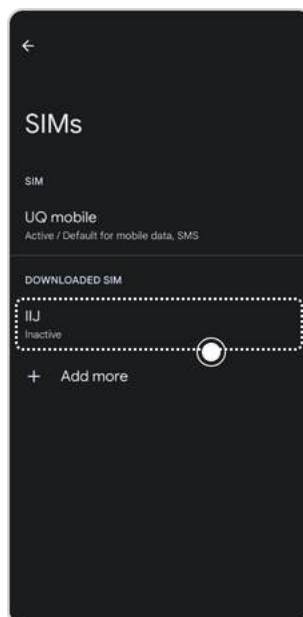 SIMs
SIM
UQ mobile
Active / Default for mobile data, SMS
DOWNLOADED SIM
IIJ
Inactive
+ Add more